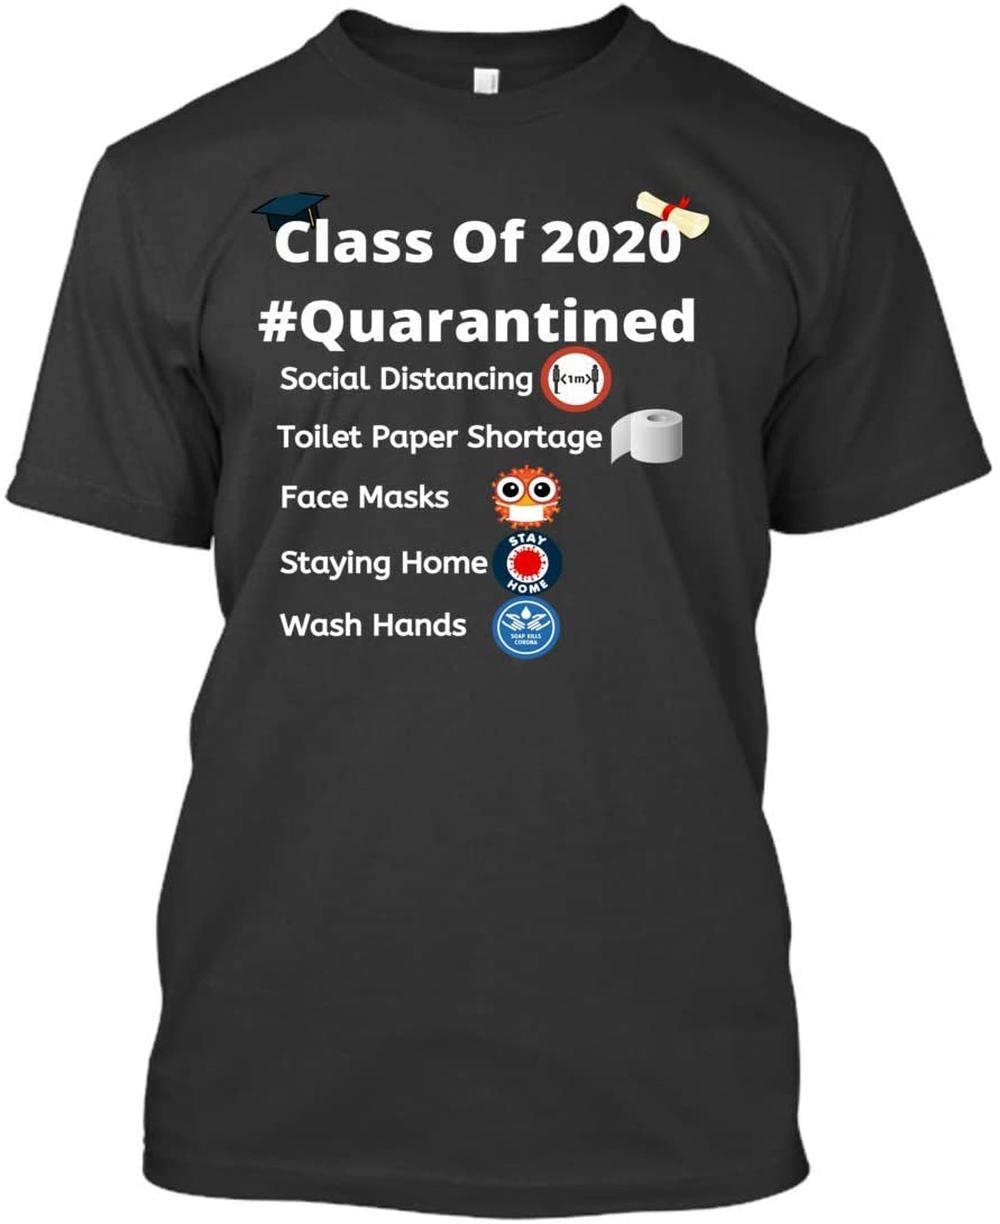 Class Of 2020
#Quarantined
Social Distancing
<1m>
Toilet Paper Shortage
Face Masks
STAY
Staying Home
HOME
Wash Hands
SOAP KILLS
CORONA